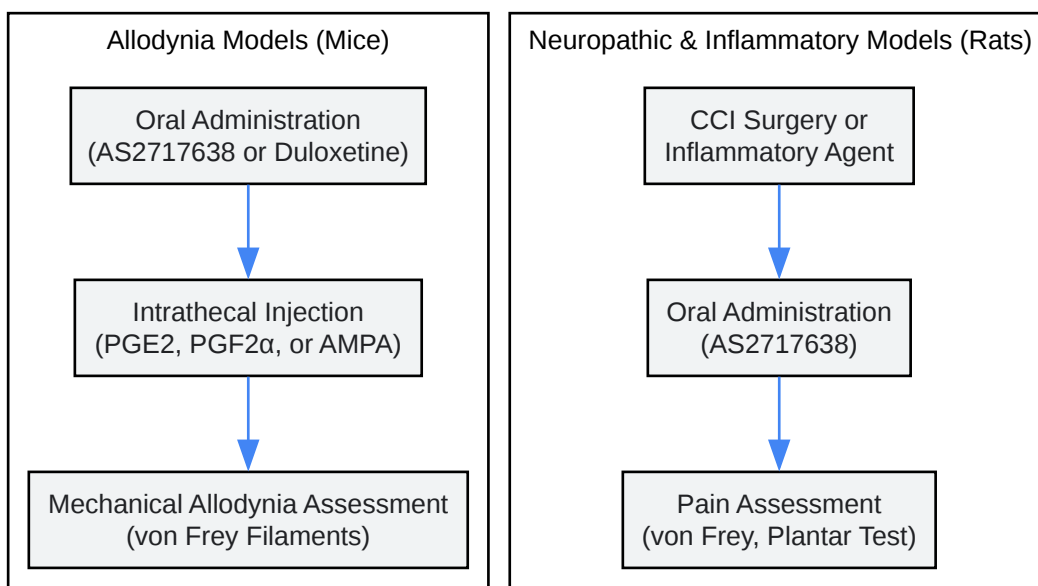 Allodynia Models (Mice)
Oral Administration
(AS2717638 or Duloxetine)
Intrathecal Injection
(PGE2, PGF2α, or AMPA)
Mechanical Allodynia Assessment
(von Frey Filaments)
Neuropathic & Inflammatory Models (Rats)
CCI Surgery or
Inflammatory Agent
Oral Administration
(AS2717638)
Pain Assessment
(von Frey, Plantar Test)